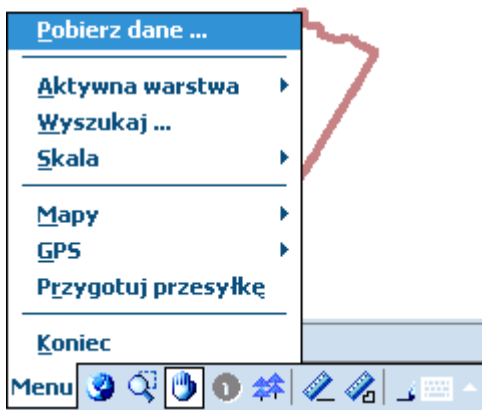 Pobierz dane ...
Aktywna warstwa
Wyszukaj ...
Skala
Mapy
GPS
Przygotuj przesyłkę
Koniec
Menu